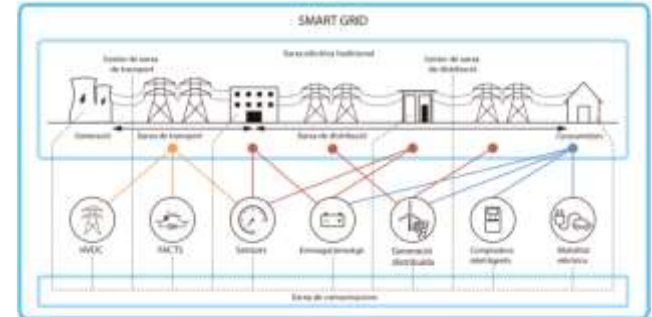 SMART GRID
Xarxa elèctrica tradicional
Gestor de xarxa
de transport
Gestor de xarxa
de distribució
Generació
Xarxa de transport
Xarxa de distribució
Consumidors
HVDC
FACTS
Sensors
Emmagatzematge
Generació
distribuïda
Comptadors
intel·ligents
Mobilitat
elèctrica
Xarxa de comunicacions